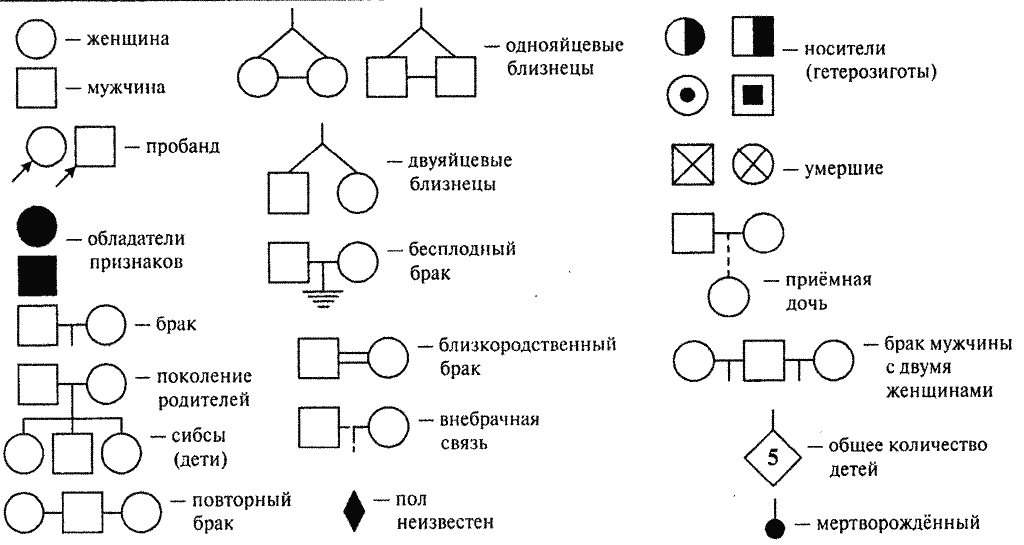 — женщина
— мужчина
— пробанд
— обладатели
признаков
— брак
— поколение
родителей
— сибсы
(дети)
— повторный
брак
— однояйцевые
близнецы
— двуяйцевые
близнецы
— бесплодный
брак
— близкородственный
брак
— внебрачная
связь
— пол
неизвестен
— носители
(гетерозиготы)
— умершие
— приёмная
дочь
— брак мужчины
с двумя
женщинами
5
— общее количество
детей
— мертворождённый